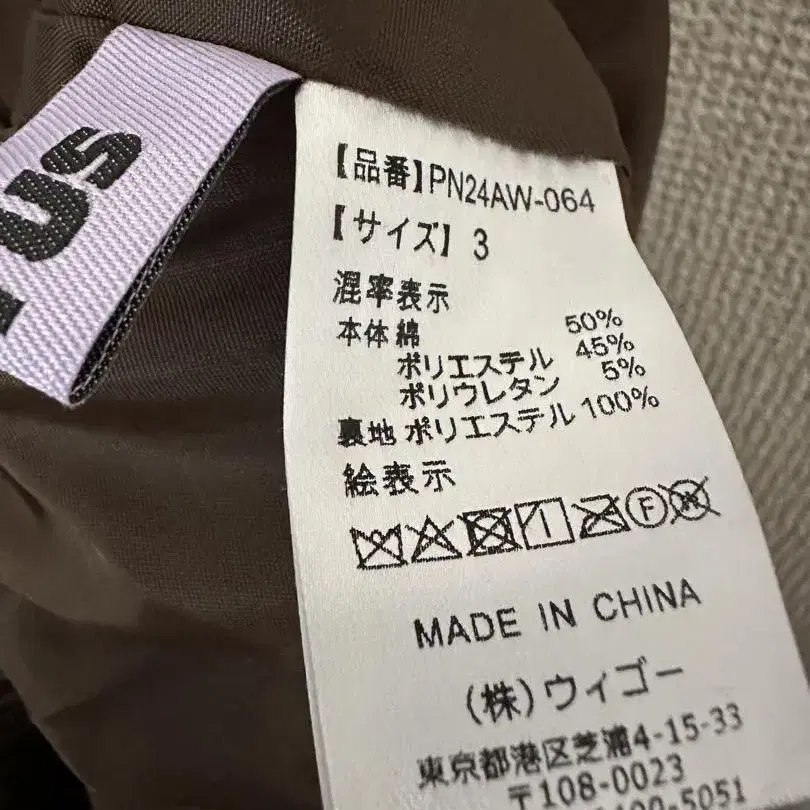 us
【品番】PN24AW-064
【サイズ】3
混率表示
本体 綿 50%
ポリエステル 45%
ポリウレタン 5%
裏地 ポリエステル 100%
絵表示
F
W
MADE IN CHINA
(株)ウィゴー
東京都港区芝浦4-15-33
〒108-0023
5051